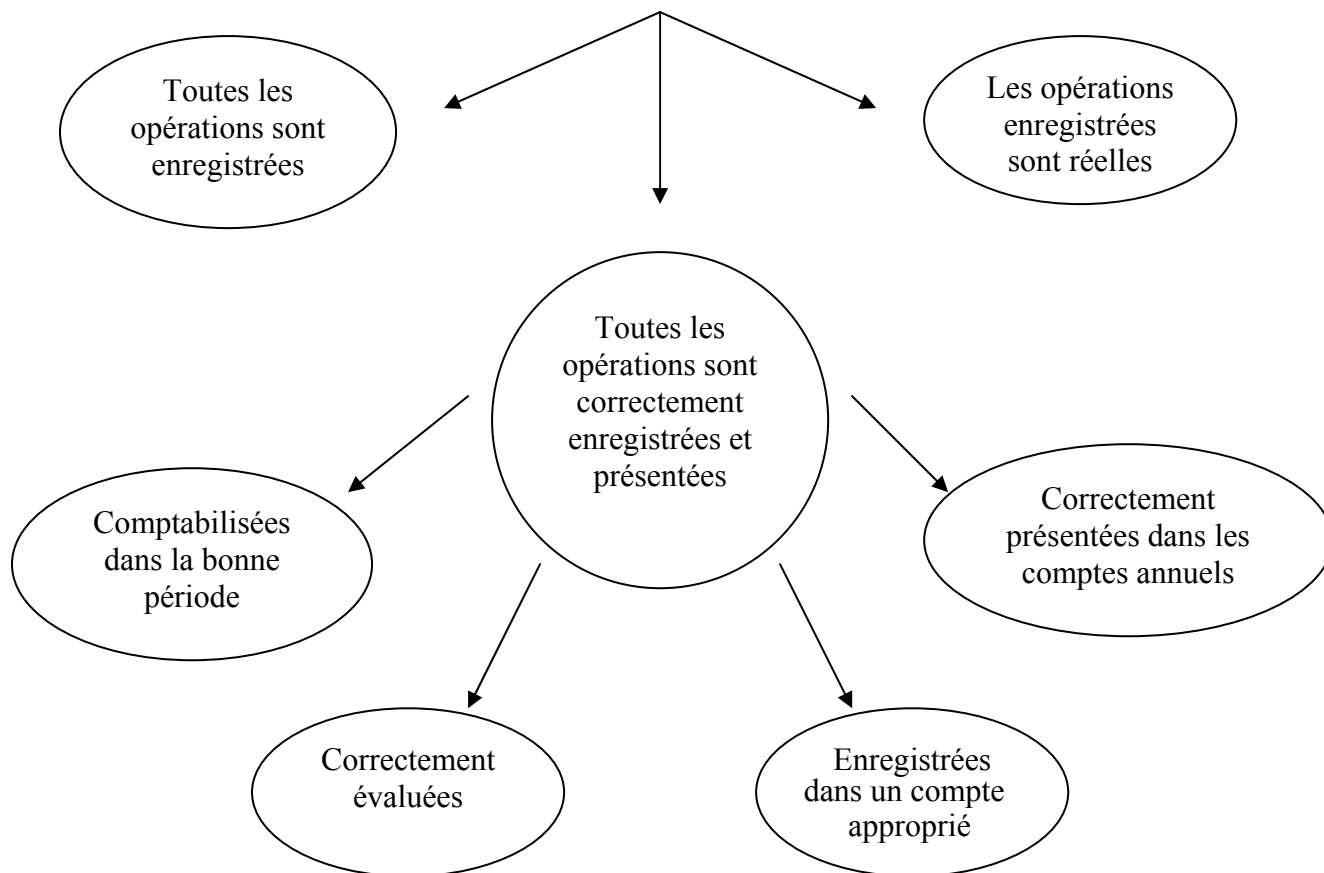 Toutes les
opérations sont
enregistrées
Les opérations
enregistrées
sont réelles
Toutes les
opérations sont
correctement
enregistrées et
présentées
Comptabilisées
dans la bonne
période
Correctement
présentées dans les
comptes annuels
Correctement
évaluées
Enregistrées
dans un compte
approprié